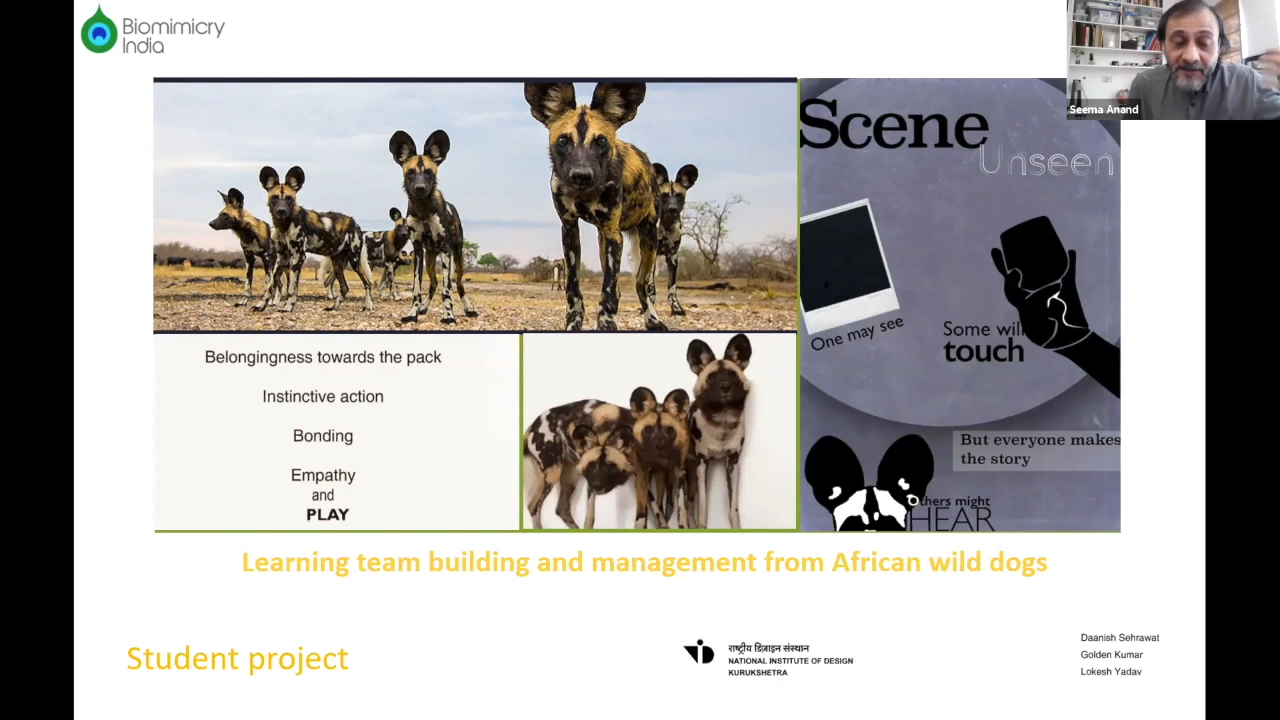 Biomimicry
India
Seema Anand
Scene
Unseen
One may see
Some will
touch
But everyone makes
the story
Others might
HEAR
Belongingness towards the pack
Instinctive action
Bonding
Empathy
and
PLAY
Learning team building and management from African wild dogs
Student project
राष्ट्रीय डिज़ाइन संस्थान
NATIONAL INSTITUTE OF DESIGN
KURUKSHETRA
Daanish Sehrawat
Golden Kumar
Lokesh Yadav